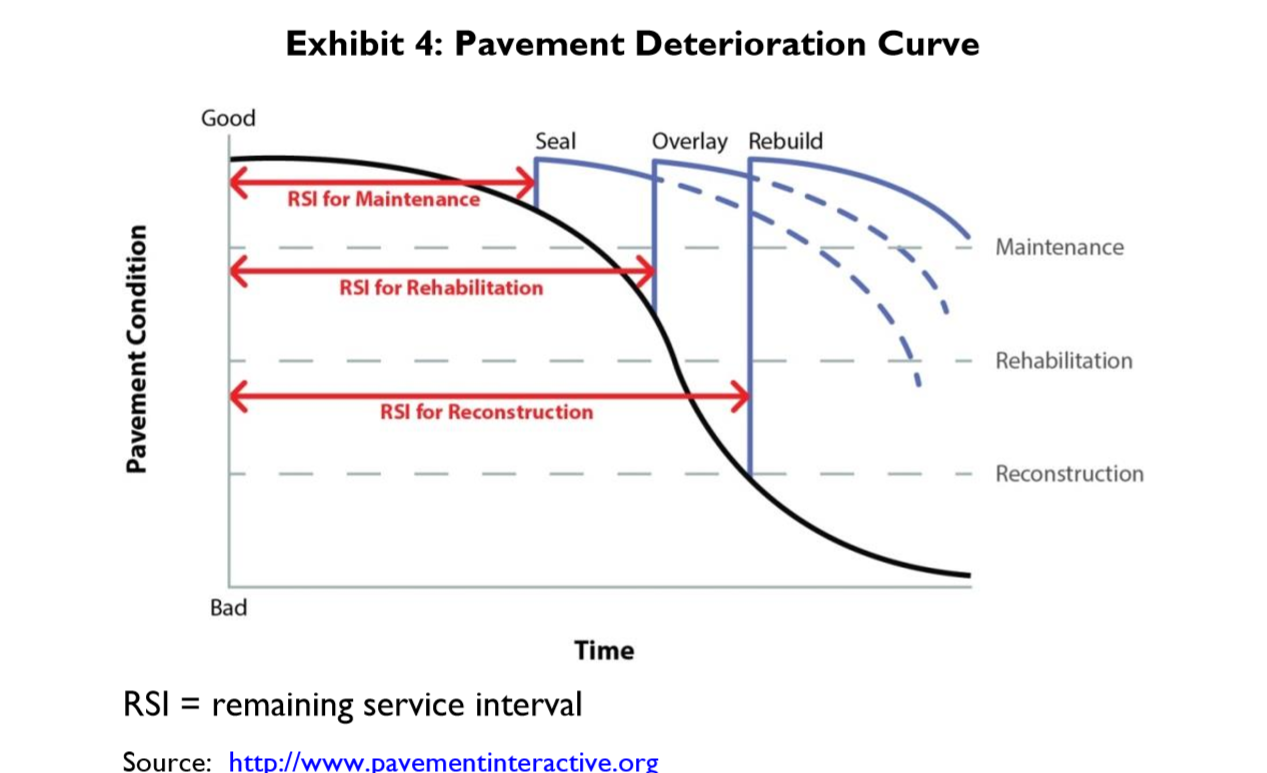 Exhibit 4: Pavement Deterioration Curve
Good
Seal
Overlay
Rebuild
RSI for Maintenance
Maintenance
RSI for Rehabilitation
Rehabilitation
RSI for Reconstruction
Reconstruction
Pavement Condition
Bad
Time
RSI = remaining service interval
Source: http://www.pavementinteractive.org